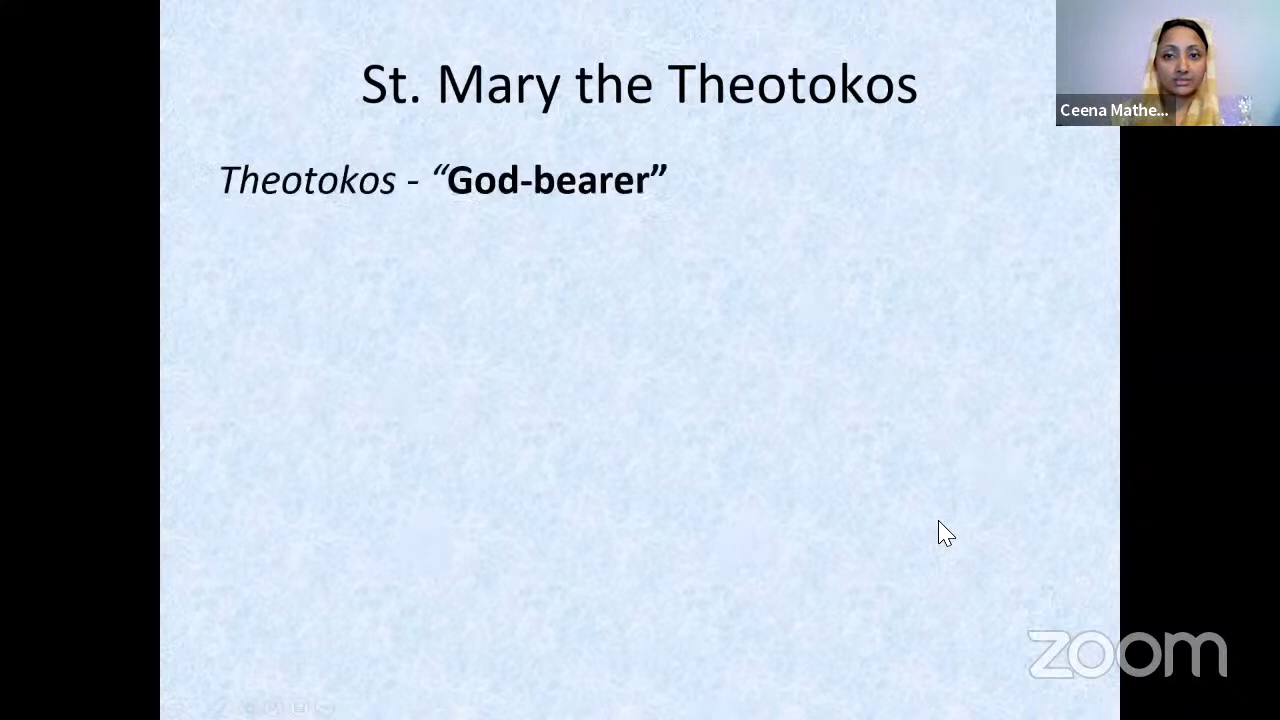 St. Mary the Theotokos
Ceena Mathe...
Theotokos - “God-bearer”
zoom